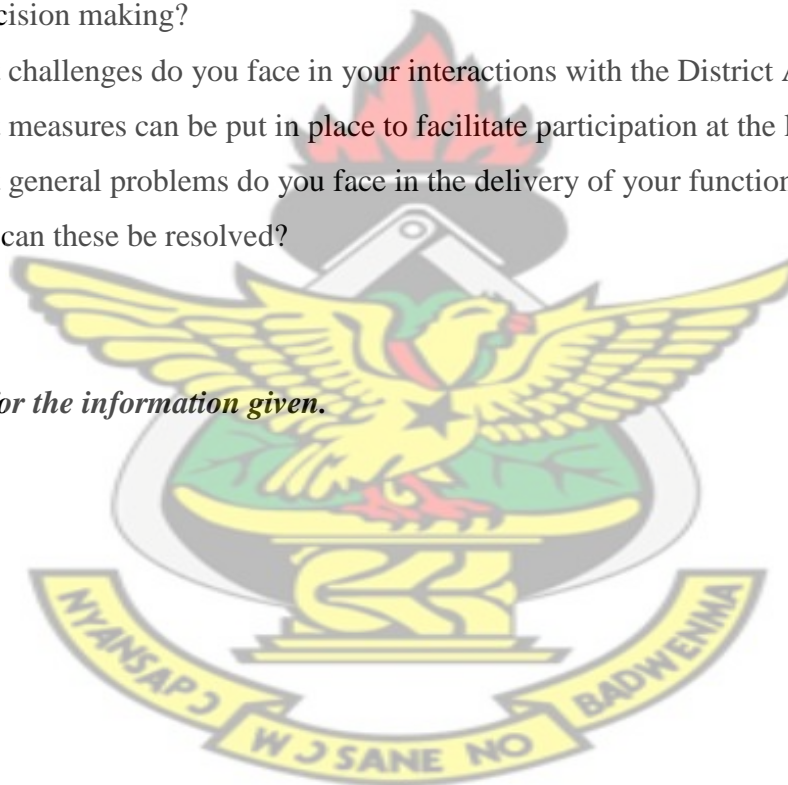 cision making?
challenges do you face in your interactions with the District A
measures can be put in place to facilitate participation at the
general problems do you face in the delivery of your function
can these be resolved?
for the information given.
NYANSAPƆ
WƆSANE NO
BADWENMA